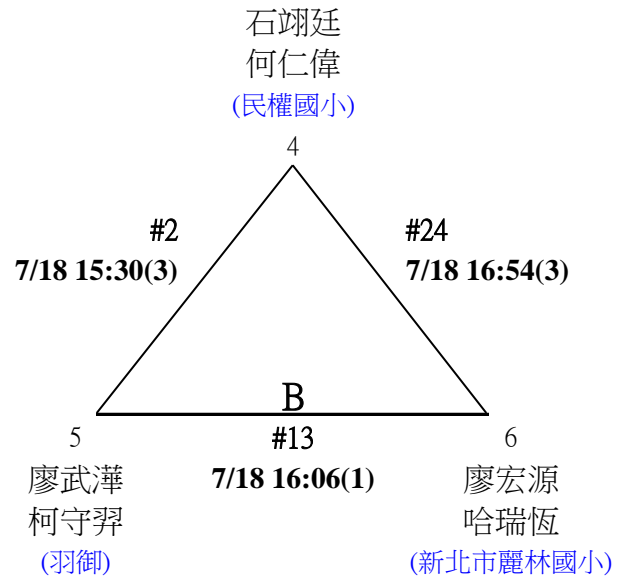 石翊廷
何仁偉
(民權國小)
4
#2
7/18 15:30(3)
#24
7/18 16:54(3)
B
#13
7/18 16:06(1)
5
廖武澕
柯守羿
(羽御)
6
廖宏源
哈瑞恆
(新北市麗林國小)